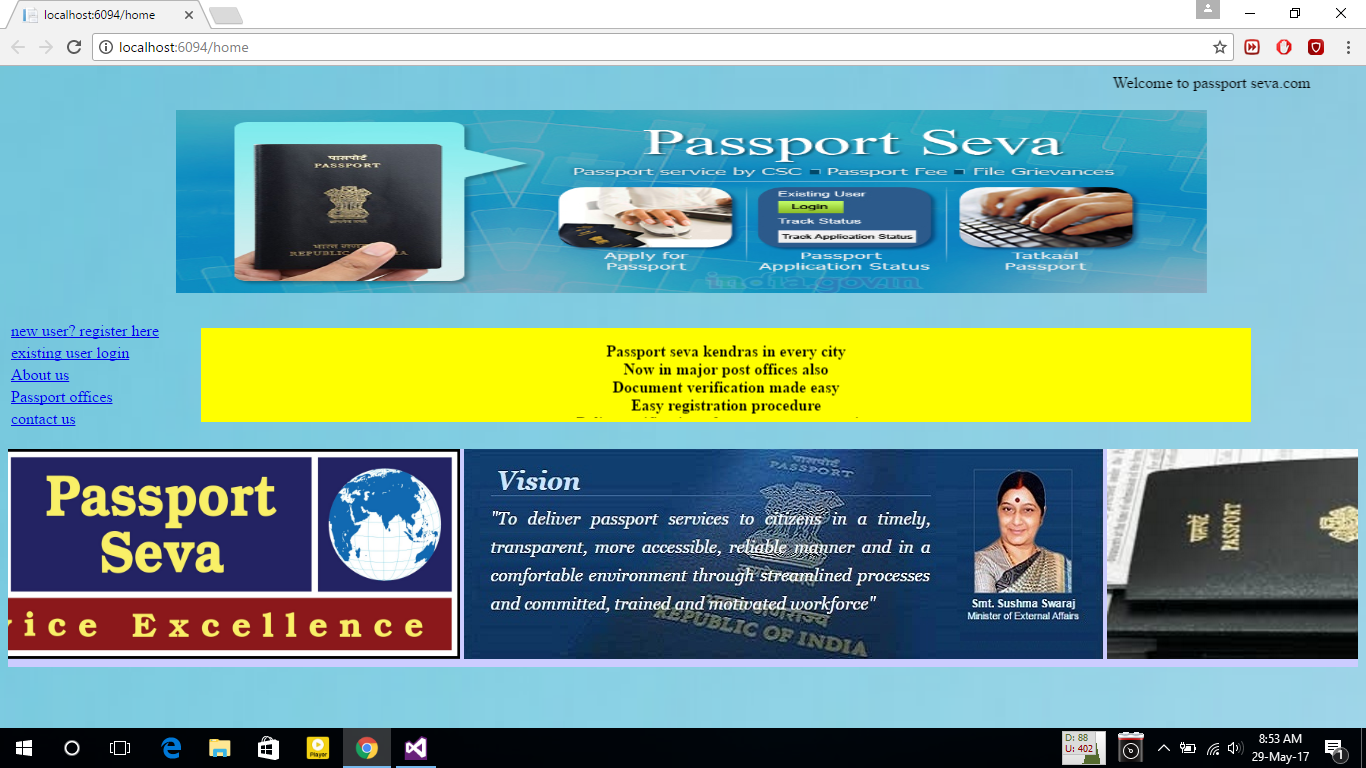 localhost:6094/home
localhost:6094/home
Welcome to passport seva.com
पासपोर्ट
PASSPORT
भारत गणराज्य
REPUBLIC
Passport Seva
Passport service by CSC Passport Fee File Grievances
Existing User
Login
Track Status
Track Application Status
Apply for
Passport
Passport
Application Status
Tatkaal
Passport
india.gov.in
new user? register here
existing user login
About us
Passport offices
contact us
Passport seva kendras in every city
Now in major post offices also
Document verification made easy
Easy registration procedure
Passport
Seva
vice Excellence
पासपोर्ट
PASSPORT
Vision
"To deliver passport services to citizens in a timely,
transparent, more accessible, reliable manner and in a
comfortable environment through streamlined processes
and committed, trained and motivated workforce"
भारत गणराज्य
REPUBLIC OF INDIA
Smt. Sushma Swaraj
Minister of External Affairs
पासपोर्ट
PASSPORT
Player
D: 88
U: 402
8:53 AM
29-May-17
1